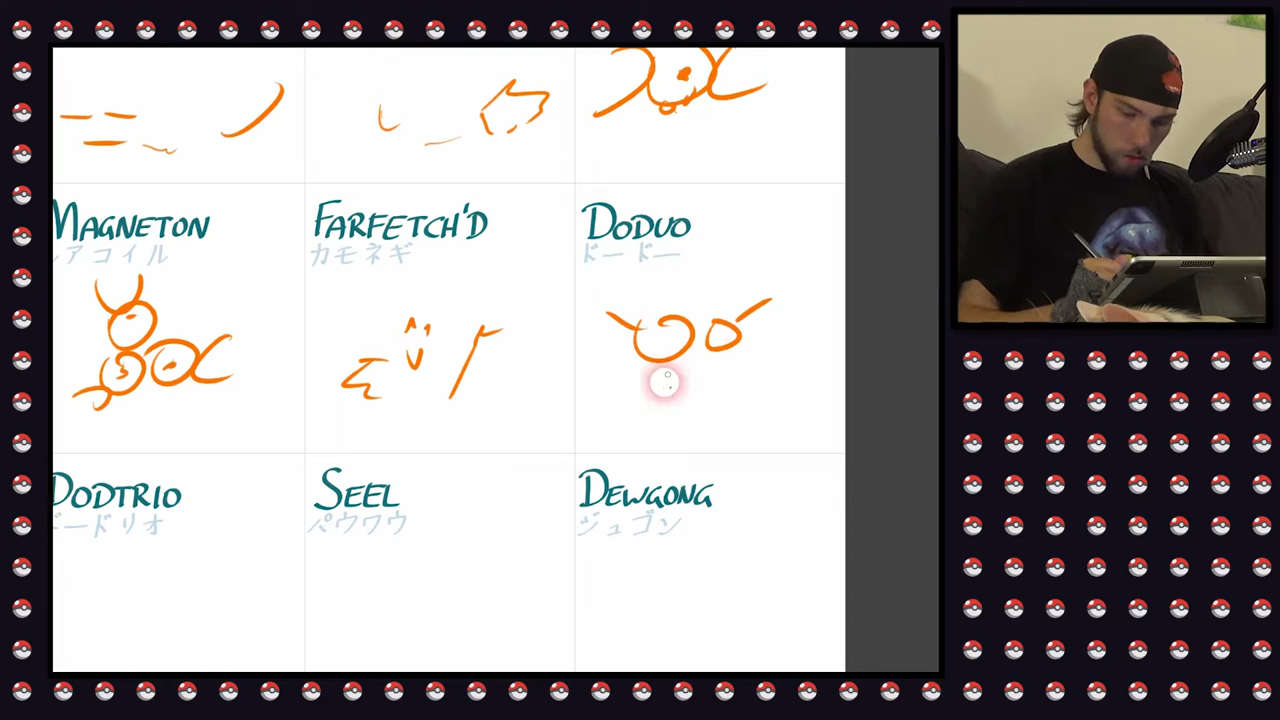 MAGNETON
FARFETCH'D
DODUO
アコイル
カモネギ
ドードー
DODTRIO
SEEL
DEWGONG
ードリオ
パウワウ
ジュゴン